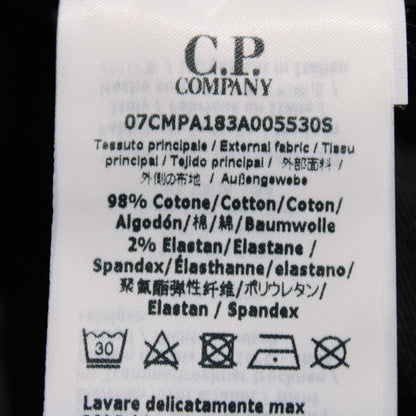 C.P.
COMPANY
07CMPA183A005530S
Tessuto principale / External fabric / Tissu
principal / Tejido principal / 外部面料 /
外側の布地 / Außengewebe
98% Cotone/Cotton/Coton/
Algodón/棉/綿/Baumwolle
2% Elastan/Elastane /
Spandex/Élasthanne/elastano/
聚氨酯弹性纤维/ポリウレタン/
Elastan / Spandex
30
Lavare delicatamente max